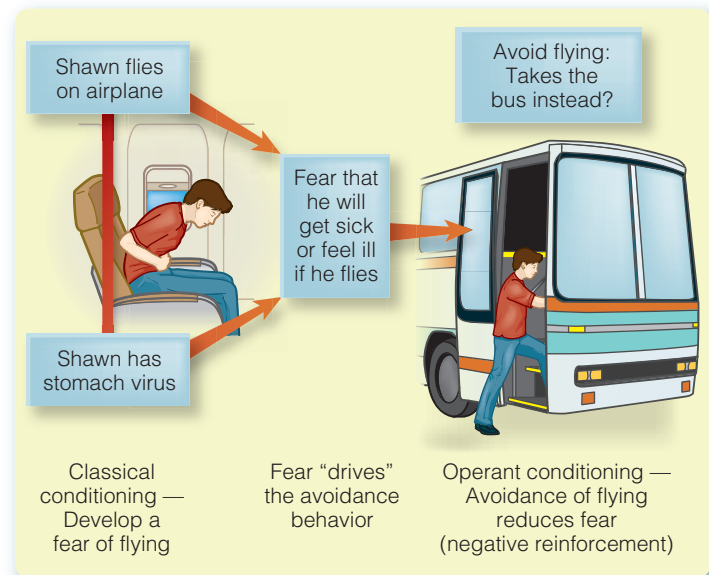 Shawn flies
on airplane
Shawn has
stomach virus
Fear that
he will
get sick
or feel ill
if he flies
Avoid flying:
Takes the
bus instead?
Classical
conditioning —
Develop a
fear of flying
Fear “drives”
the avoidance
behavior
Operant conditioning —
Avoidance of flying
reduces fear
(negative reinforcement)